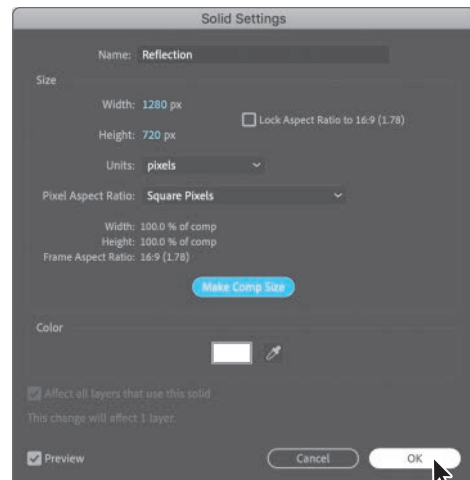 Solid Settings
Name: Reflection
Size
Width: 1280 px
Lock Aspect Ratio to 16:9 (1.78)
Height: 720 px
Units: pixels
Pixel Aspect Ratio: Square Pixels
Width: 100.0 % of comp
Height: 100.0 % of comp
Frame Aspect Ratio: 16:9 (1.78)
Make Comp Size
Color
Affect all layers that use this solid
This change will affect 1 layer.
Preview
Cancel
OK